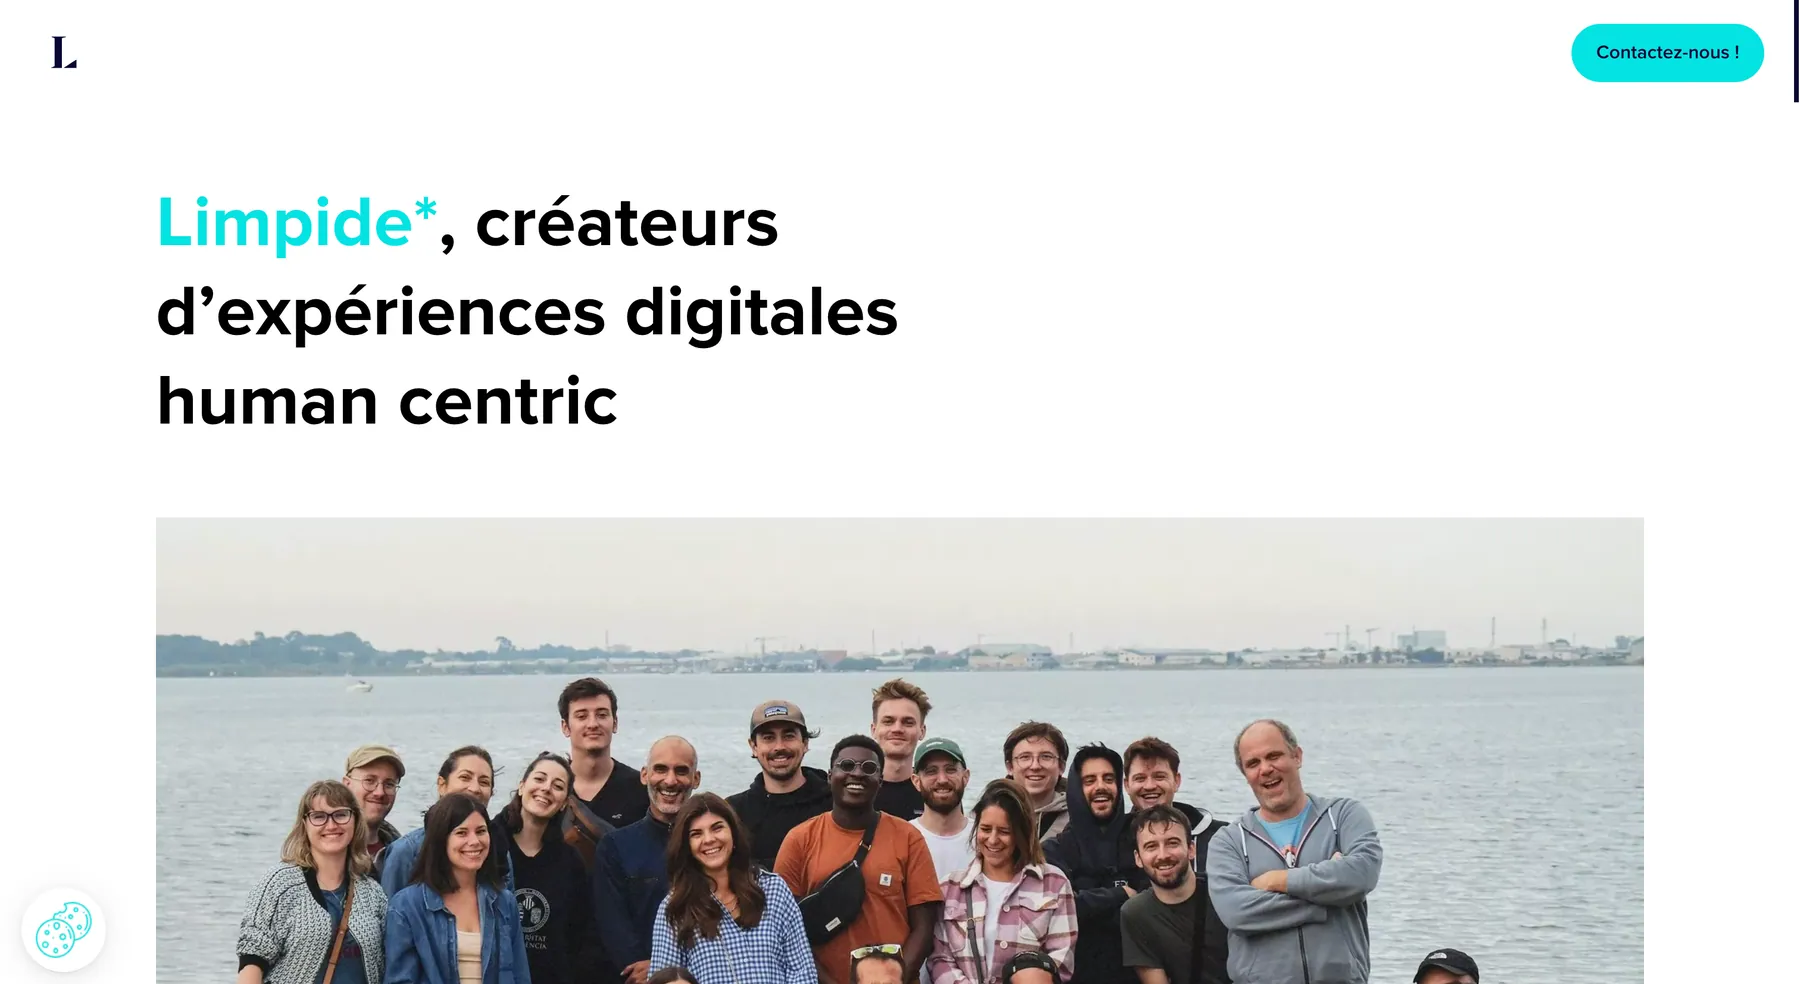 L
Contactez-nous !
Limpide*, créateurs
d’expériences digitales
human centric